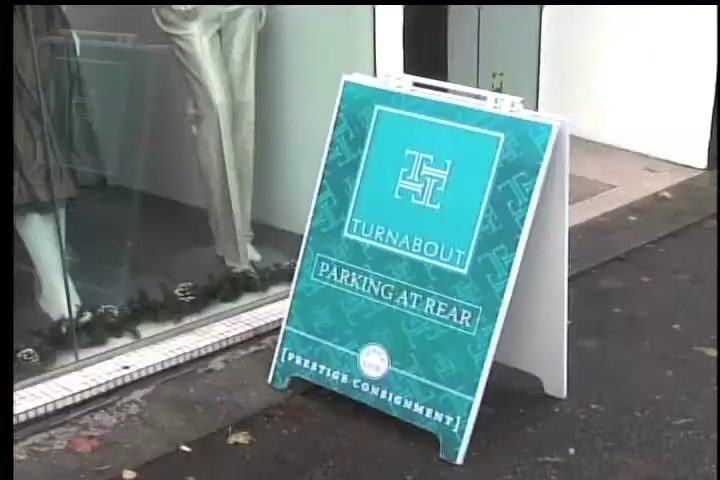 TURNABOUT
PARKING AT REAR
[PRESTIGE CONSIGNMENT]